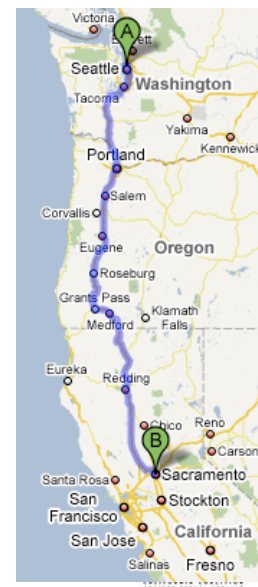 Victoria
A
Seattle
Washington
Tacoma
Yakima
Kennewick
Portland
Salem
Corvallis
Eugene
Oregon
Roseburg
Grants Pass
Medford
Klamath
Falls
Eureka
Redding
Chico
Reno
B
Carson
Sacramento
Santa Rosa
Stockton
San
Francisco
California
San Jose
Salinas
Fresno